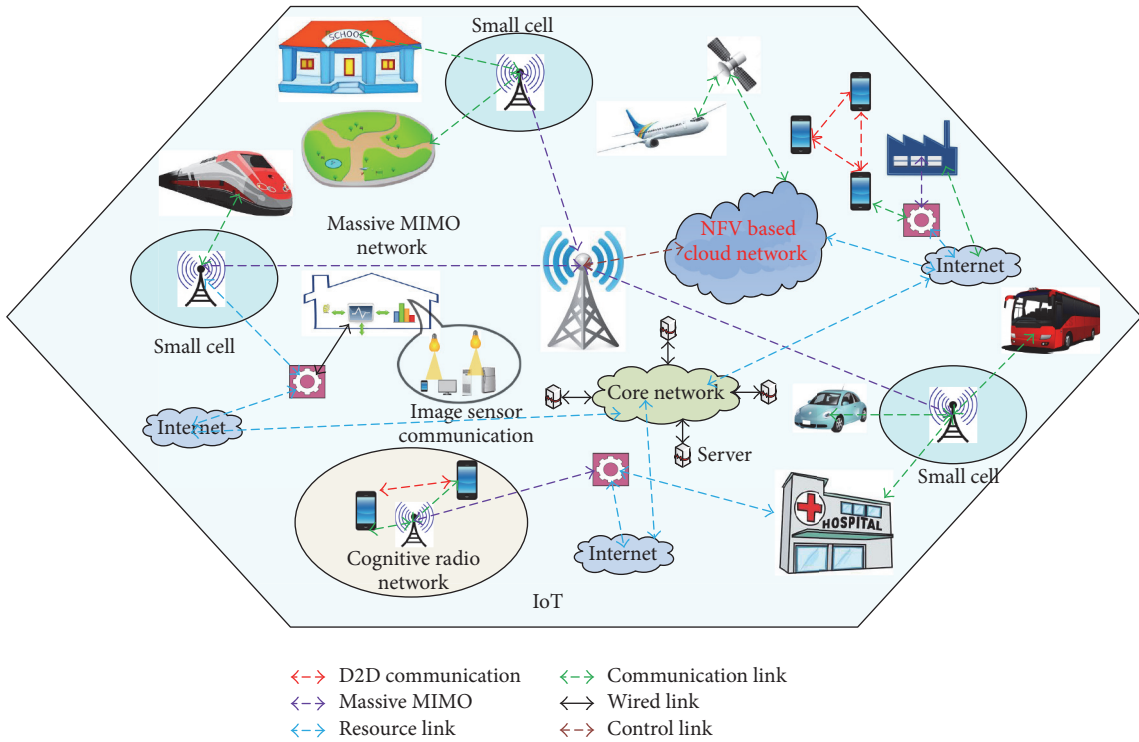 Small cell
SCHOOL
Massive MIMO
network
NFV based
cloud network
Internet
Small cell
Core network
Image sensor
communication
Internet
Server
Small cell
HOSPITAL
Internet
Cognitive radio
network
IoT
D2D communication
Massive MIMO
Resource link
Communication link
Wired link
Control link